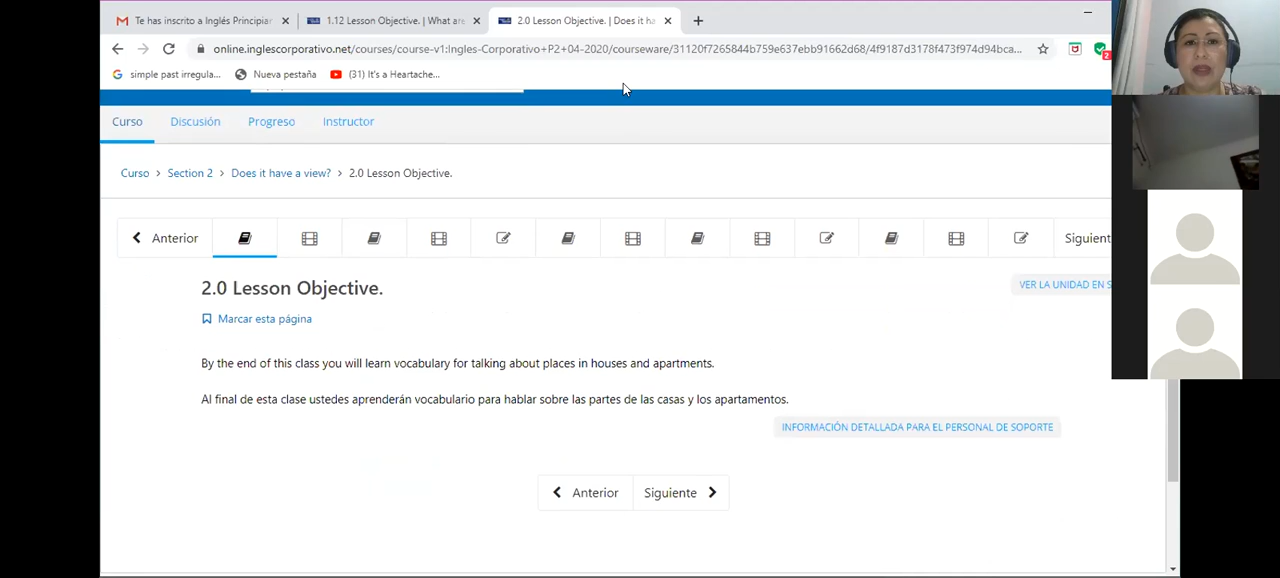 Te has inscrito a Inglés Principian
1.12 Lesson Objective. | What are
2.0 Lesson Objective. | Does it ha
online.inglescorporativo.net/courses/course-v1:Ingles-Corporativo+P2+04-2020/courseware/31120f7265844b759e637ebb91662d68/4f9187d3178f473f974d94bca...
2
simple past irregula...
Nueva pestaña
(31) It's a Heartache...
Curso
Discusión
Progreso
Instructor
Curso > Section 2 > Does it have a view? > 2.0 Lesson Objective.
Anterior
Siguiente
2.0 Lesson Objective.
VER LA UNIDAD EN S
Marcar esta página
By the end of this class you will learn vocabulary for talking about places in houses and apartments.
Al final de esta clase ustedes aprenderán vocabulario para hablar sobre las partes de las casas y los apartamentos.
INFORMACIÓN DETALLADA PARA EL PERSONAL DE SOPORTE
Anterior
Siguiente